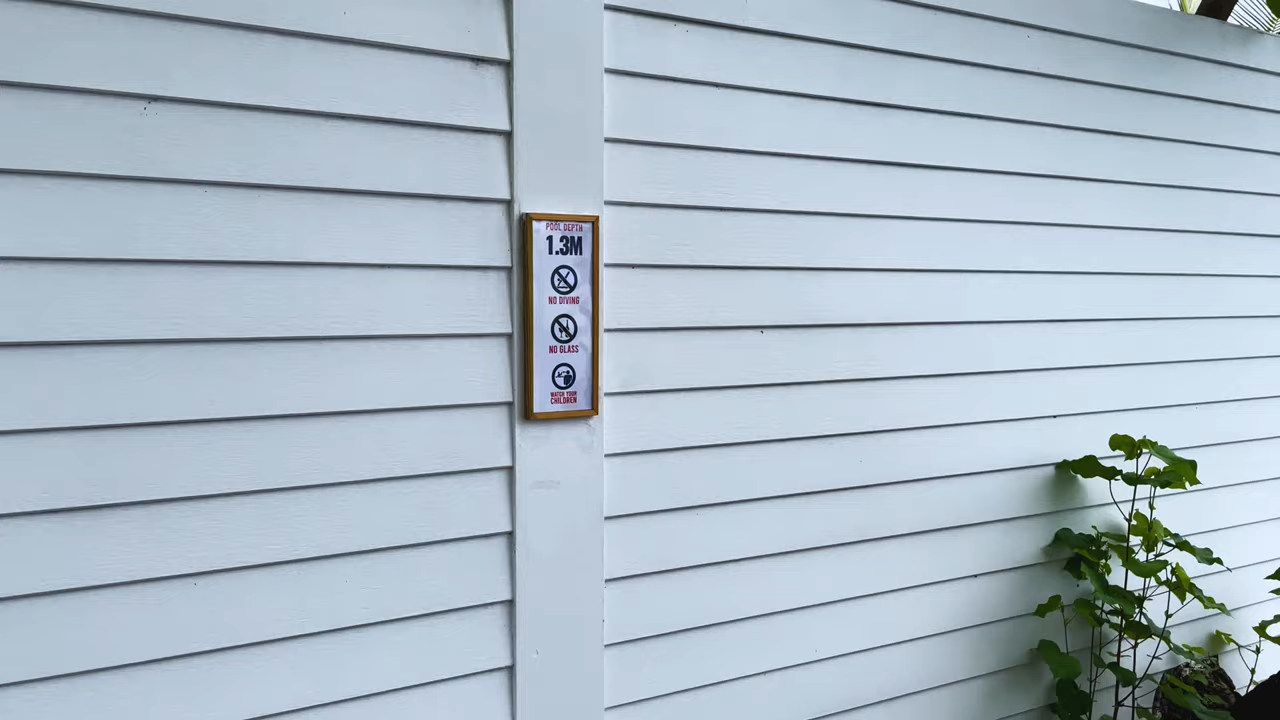 POOL DEPTH
1.3M
NO DIVING
NO GLASS
WATCH YOUR
CHILDREN